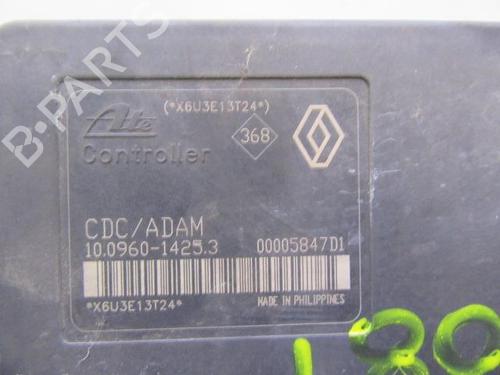 (*X6U3E13T24*)
Ate
Controller
368
CDC/ADAM
10.0960-1425.3 00005847D1
*X6U3E13T24*
MADE IN PHILIPPINES
B-PARTS